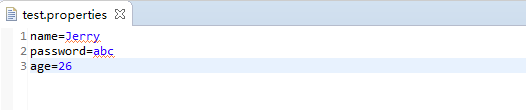 test.properties
1 name=Jerry
2 password=abc
3 age=26